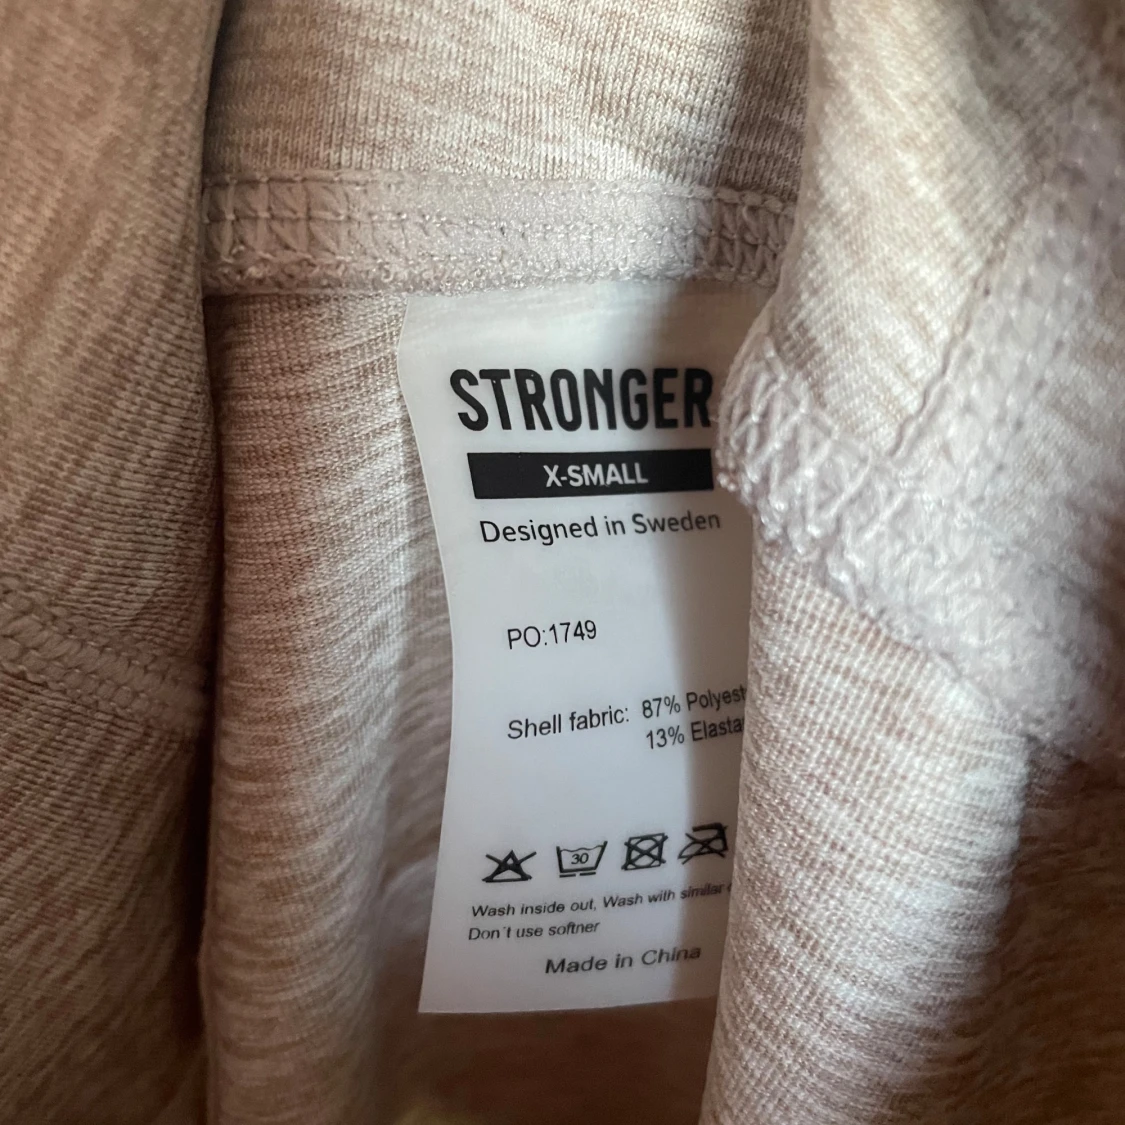 STRONGER
X-SMALL
Designed in Sweden
PO:1749
Shell fabric: 87% Polyest
13% Elasta
30
Wash inside out, Wash with similar
Don't use softner
Made in China